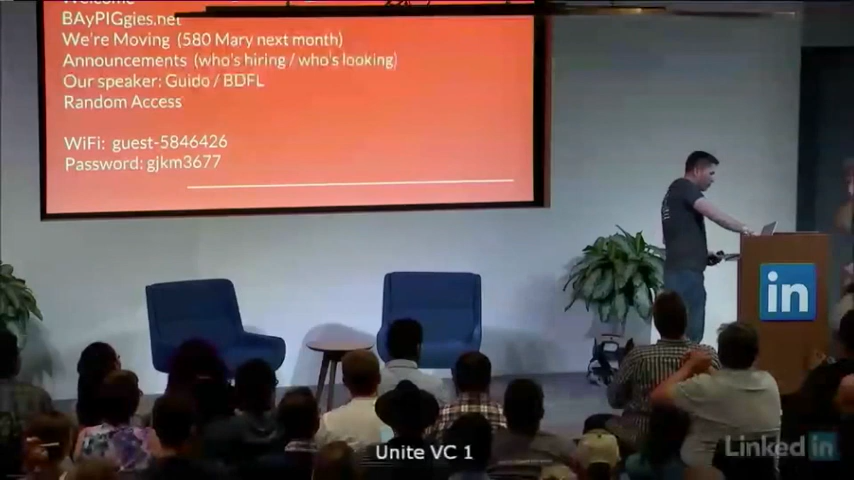 Welcome
BAyPIGgies.net
We're Moving (580 Mary next month)
Announcements (who's hiring / who's looking)
Our speaker: Guido / BDFL
Random Access
WiFi: guest-5846426
Password: gjkm3677
in
Unite VC 1
Linked in